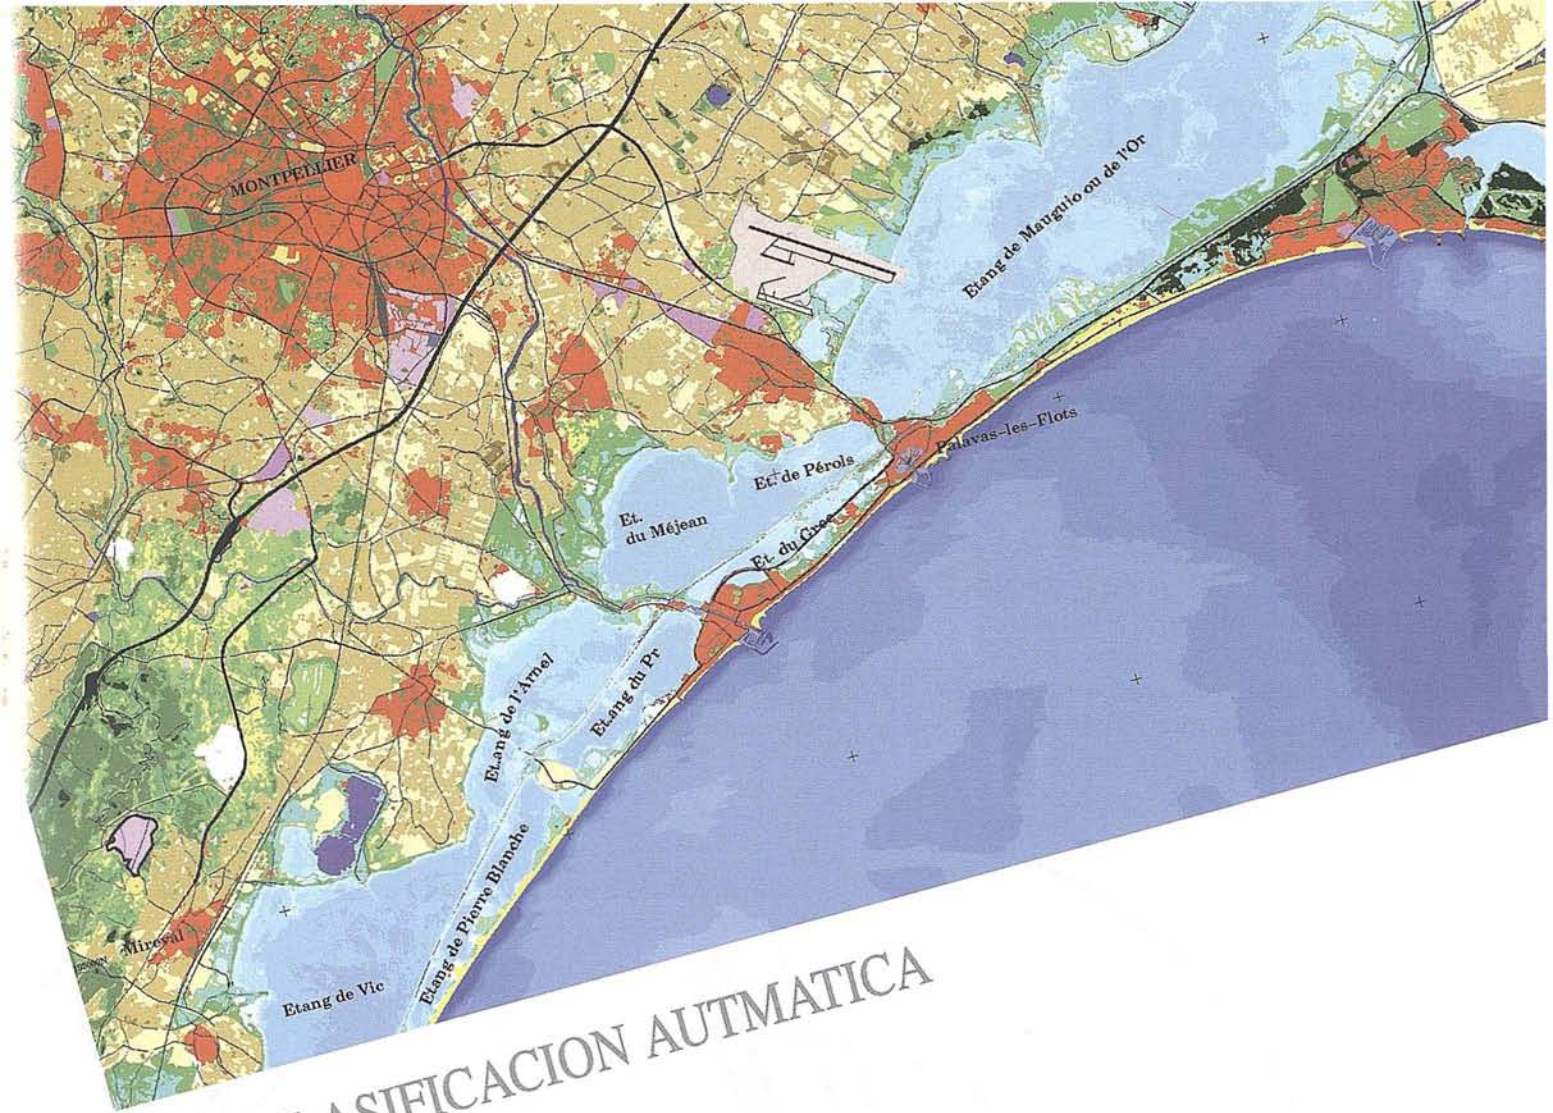 MONTPELLIER
Etang de Mauguio ou de l'Or
Palavas-les-Flots
Et. de Pérols
Et.
du Méjean
Et. du Grec
Etang de l'Arnel
Etang du Pr
Etang de Pierre Blanche
Mireval
Etang de Vic
LASIFICACION AUTMATICA